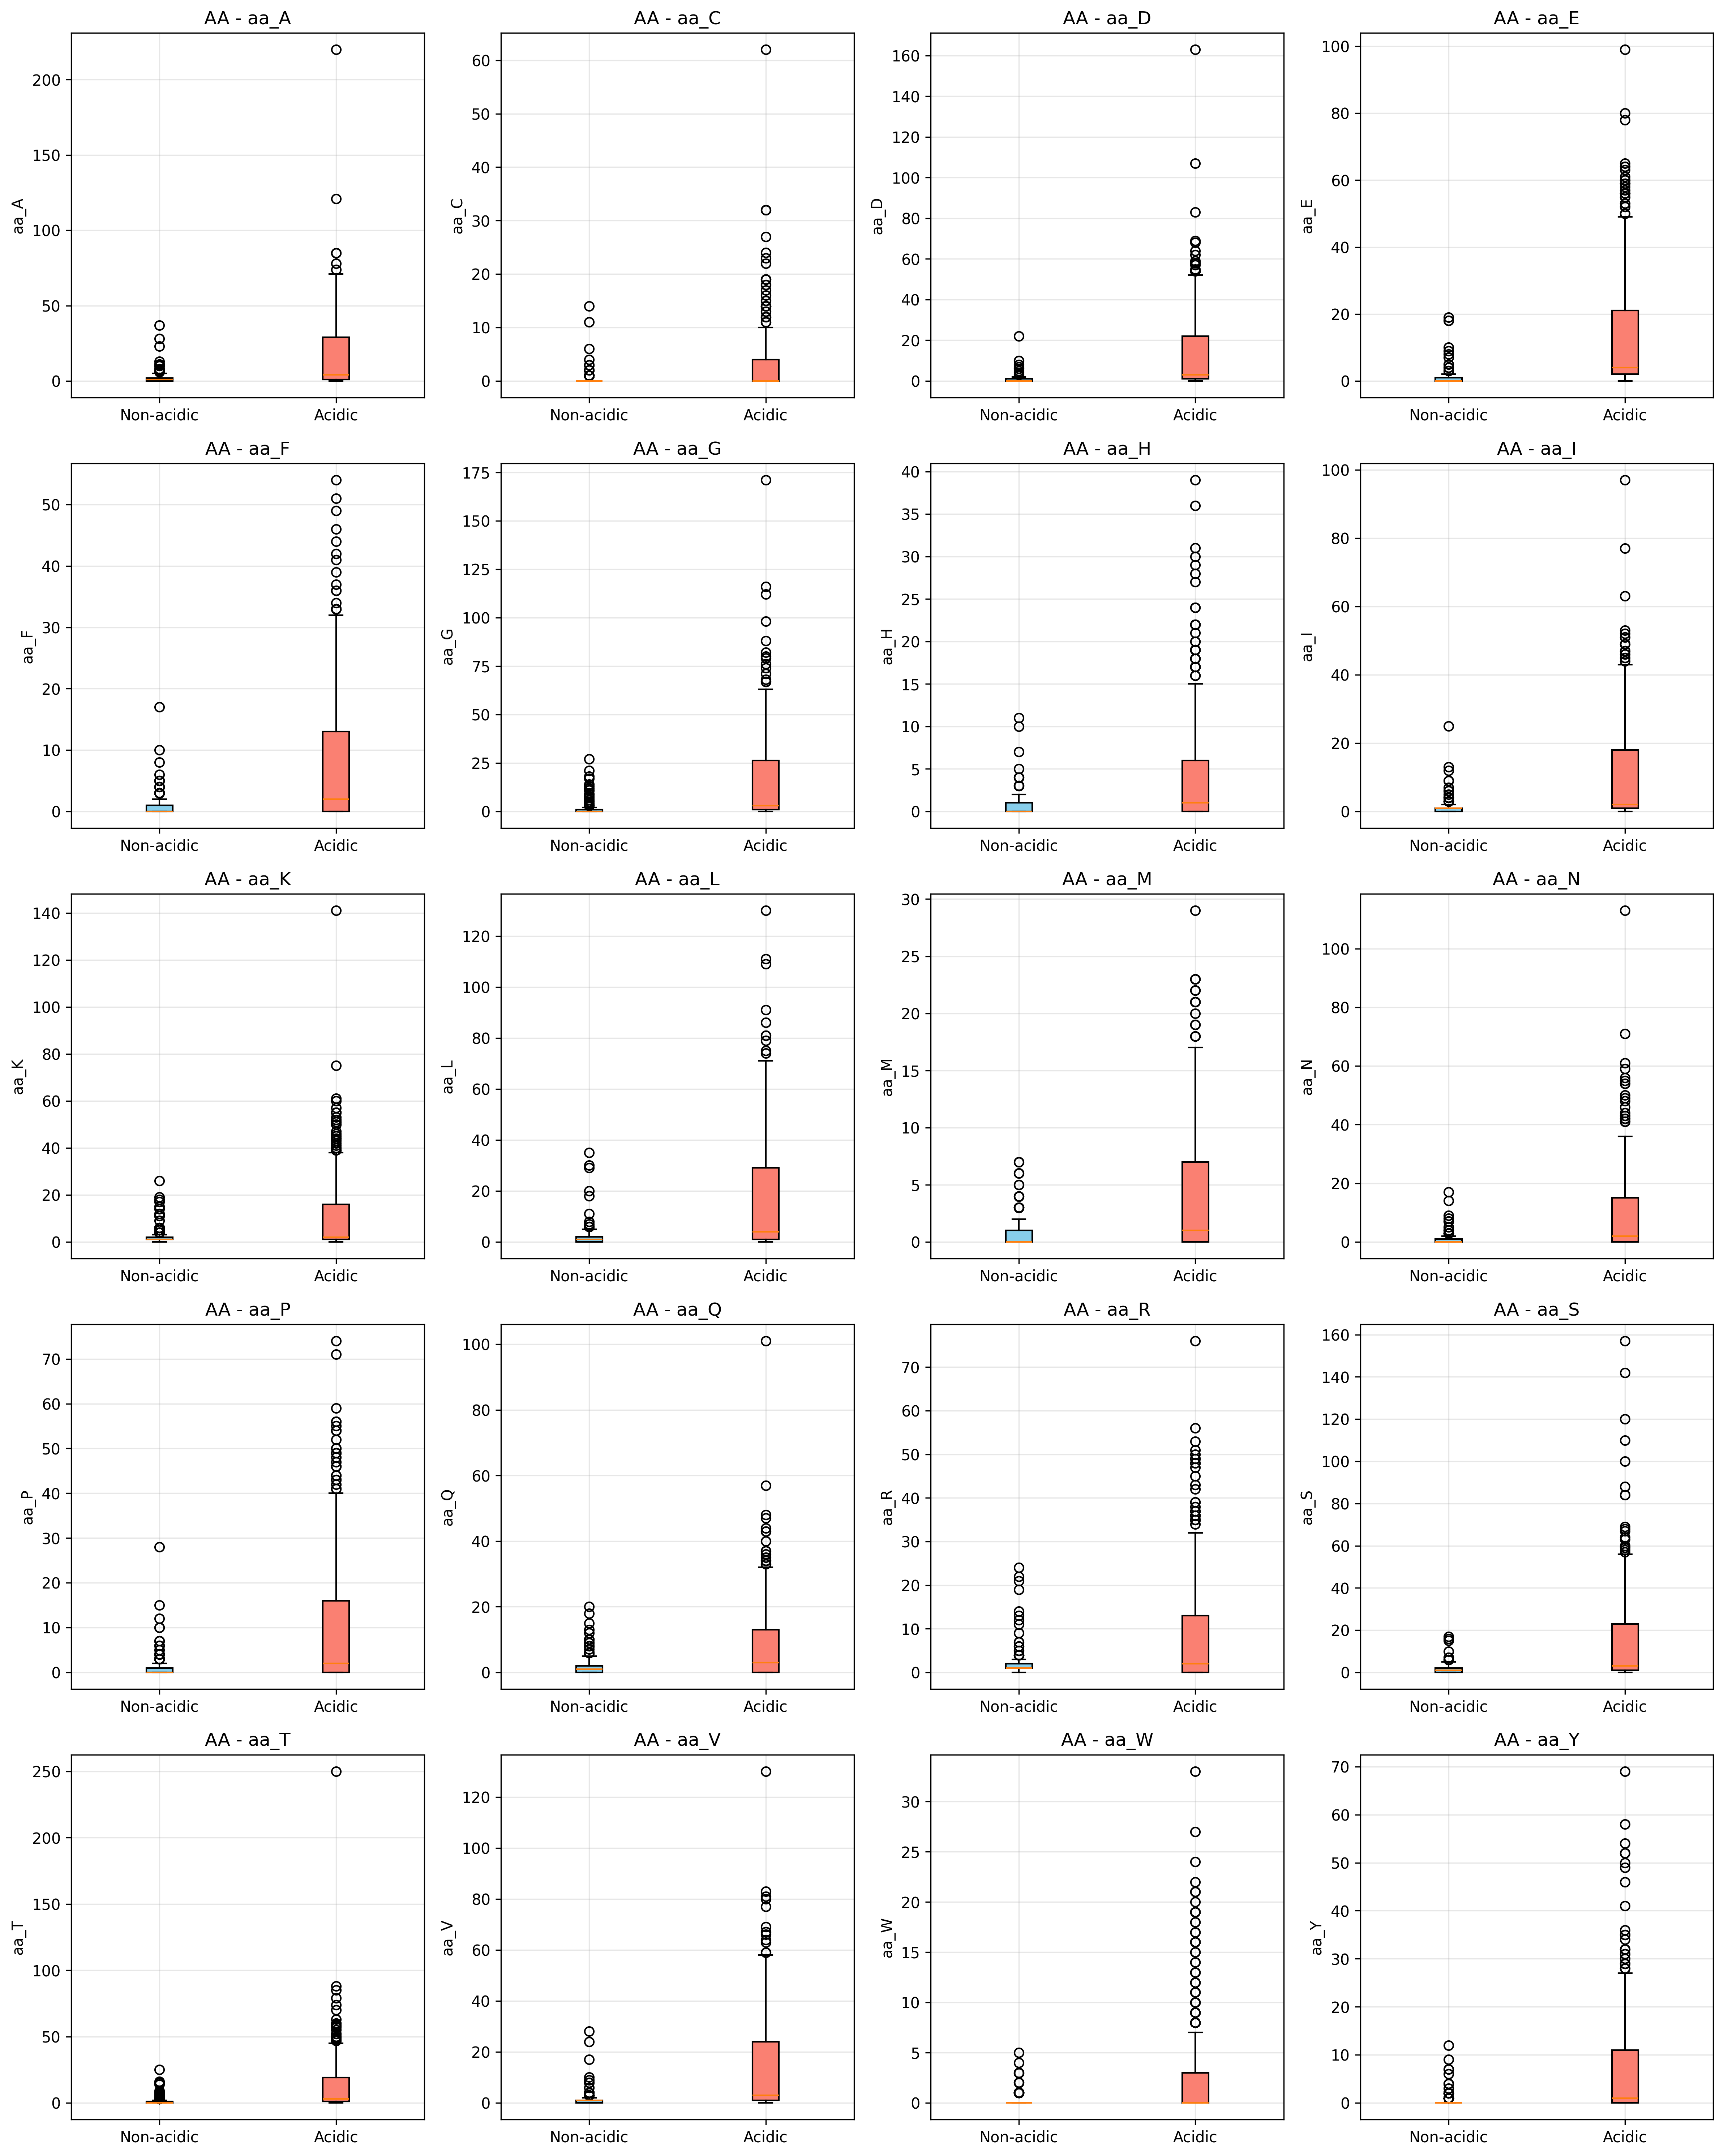 AA - aa_A
200
150
100
50
0
aa_A
Non-acidic
Acidic
AA - aa_C
60
50
40
30
20
10
0
aa_C
Non-acidic
Acidic
AA - aa_D
160
140
120
100
80
60
40
20
0
aa_D
Non-acidic
Acidic
AA - aa_E
100
80
60
40
20
0
aa_E
Non-acidic
Acidic
AA - aa_F
50
40
30
20
10
0
aa_F
Non-acidic
Acidic
AA - aa_G
175
150
125
100
75
50
25
0
aa_G
Non-acidic
Acidic
AA - aa_H
40
35
30
25
20
15
10
5
0
aa_H
Non-acidic
Acidic
AA - aa_I
100
80
60
40
20
0
aa_I
Non-acidic
Acidic
AA - aa_K
140
120
100
80
60
40
20
0
aa_K
Non-acidic
Acidic
AA - aa_L
120
100
80
60
40
20
0
aa_L
Non-acidic
Acidic
AA - aa_M
30
25
20
15
10
5
0
aa_M
Non-acidic
Acidic
AA - aa_N
100
80
60
40
20
0
aa_N
Non-acidic
Acidic
AA - aa_P
70
60
50
40
30
20
10
0
aa_P
Non-acidic
Acidic
AA - aa_Q
100
80
60
40
20
0
aa_Q
Non-acidic
Acidic
AA - aa_R
70
60
50
40
30
20
10
0
aa_R
Non-acidic
Acidic
AA - aa_S
160
140
120
100
80
60
40
20
0
aa_S
Non-acidic
Acidic
AA - aa_T
250
200
150
100
50
0
aa_T
Non-acidic
Acidic
AA - aa_V
120
100
80
60
40
20
0
aa_V
Non-acidic
Acidic
AA - aa_W
30
25
20
15
10
5
0
aa_W
Non-acidic
Acidic
AA - aa_Y
70
60
50
40
30
20
10
0
aa_Y
Non-acidic
Acidic